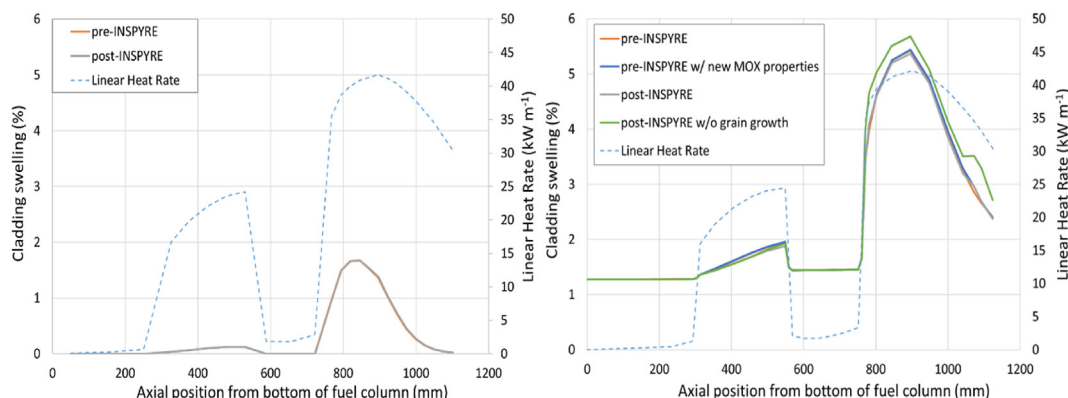 6
5
4
3
2
1
0
Cladding swelling (%)
pre-INSPYRE
post-INSPYRE
Linear Heat Rate
50
45
40
35
30
25
20
15
10
5
0
Linear Heat Rate (kW m⁻¹)
0 200 400 600 800 1000 1200
Axial position from bottom of fuel column (mm)
6
5
4
3
2
1
0
Cladding swelling (%)
pre-INSPYRE
pre-INSPYRE w/ new MOX properties
post-INSPYRE
post-INSPYRE w/o grain growth
Linear Heat Rate
50
45
40
35
30
25
20
15
10
5
0
Linear Heat Rate (kW m⁻¹)
0 200 400 600 800 1000 1200
Axial position from bottom of fuel column (mm)